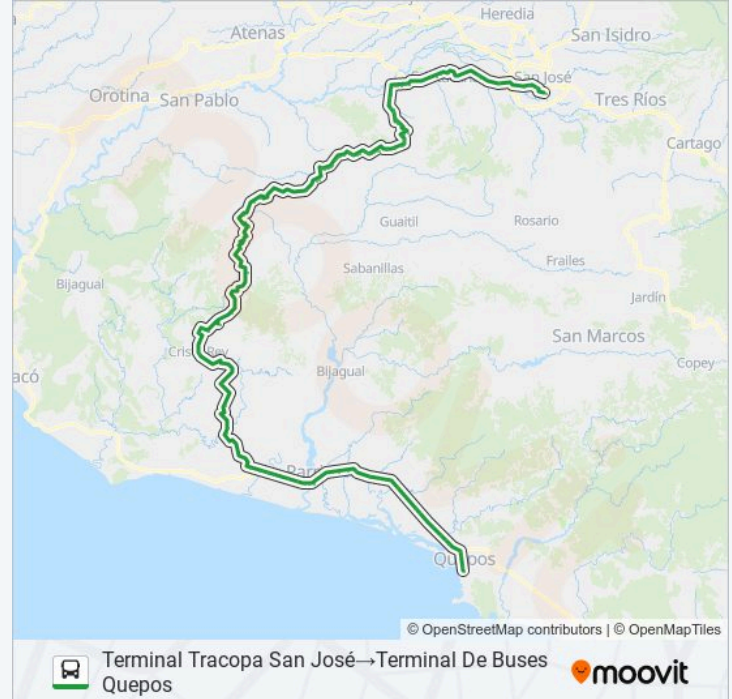 Heredia
Atenas
San Isidro
San José
Orotina
San Pablo
Tres Ríos
Cartago
Guaitil
Rosario
Frailes
Sabanillas
Bijagual
Jardín
San Marcos
Copey
acó
Bijagual
Quepos
© OpenStreetMap contributors | © OpenMapTiles
Terminal Tracopa San José→Terminal De Buses
Quepos
moovit